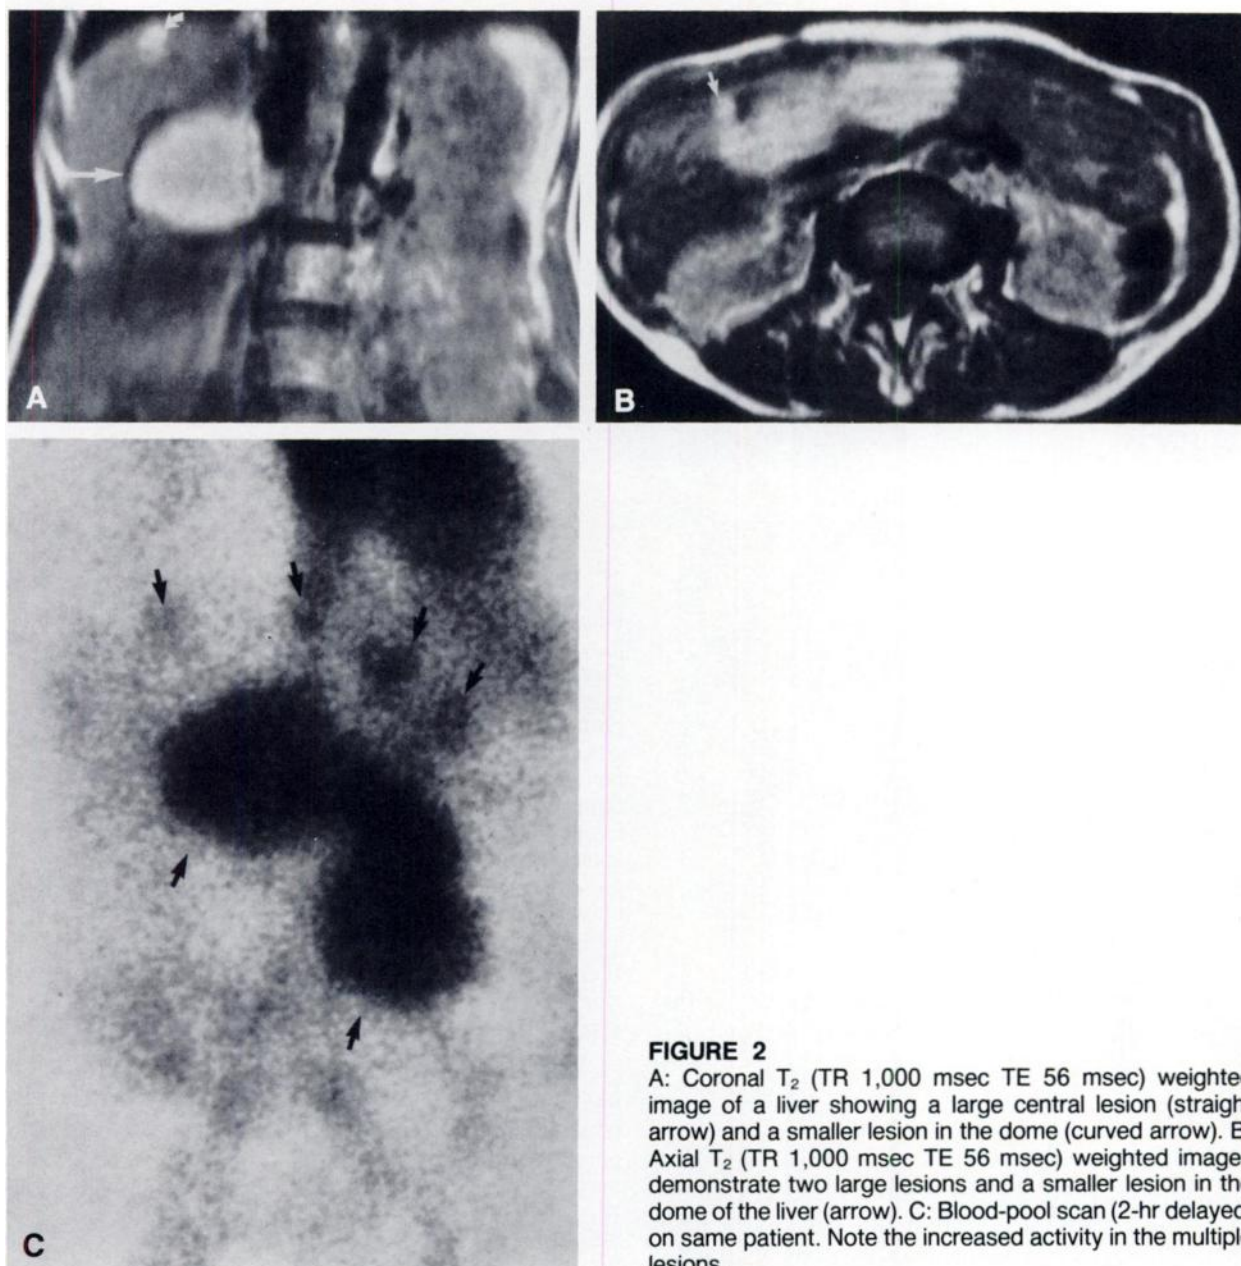 A
B
C
FIGURE 2
A: Coronal T₂ (TR 1,000 msec TE 56 msec) weighte
image of a liver showing a large central lesion (straigh
arrow) and a smaller lesion in the dome (curved arrow). B
Axial T₂ (TR 1,000 msec TE 56 msec) weighted image
demonstrate two large lesions and a smaller lesion in th
dome of the liver (arrow). C: Blood-pool scan (2-hr delayed
on same patient. Note the increased activity in the multipl
lesions